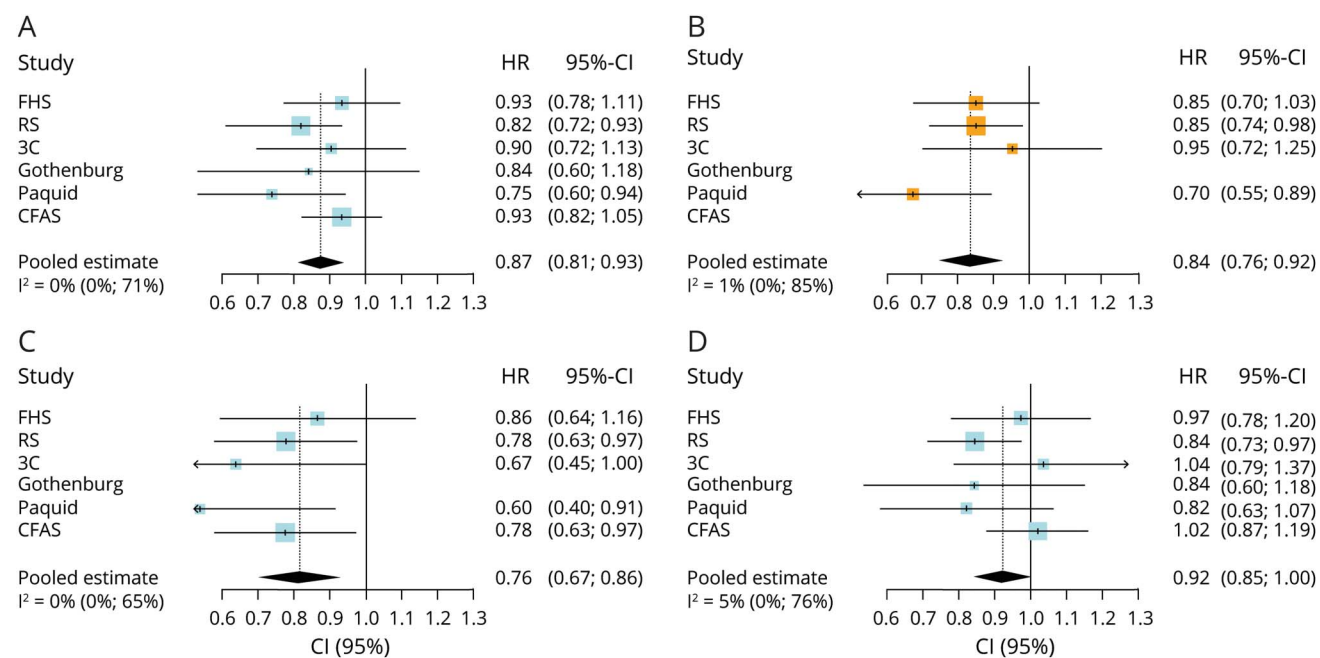 A
Study HR 95%-CI
FHS 0.93 (0.78; 1.11)
RS 0.82 (0.72; 0.93)
3C 0.90 (0.72; 1.13)
Gothenburg 0.84 (0.60; 1.18)
Paquid 0.75 (0.60; 0.94)
CFAS 0.93 (0.82; 1.05)
Pooled estimate 0.87 (0.81; 0.93)
I² = 0% (0%; 71%)
0.6 0.7 0.8 0.9 1.0 1.1 1.2 1.3
B
Study HR 95%-CI
FHS 0.85 (0.70; 1.03)
RS 0.85 (0.74; 0.98)
3C 0.95 (0.72; 1.25)
Gothenburg
Paquid 0.70 (0.55; 0.89)
CFAS
Pooled estimate 0.84 (0.76; 0.92)
I² = 1% (0%; 85%)
0.6 0.7 0.8 0.9 1.0 1.1 1.2 1.3
C
Study HR 95%-CI
FHS 0.86 (0.64; 1.16)
RS 0.78 (0.63; 0.97)
3C 0.67 (0.45; 1.00)
Gothenburg
Paquid 0.60 (0.40; 0.91)
CFAS 0.78 (0.63; 0.97)
Pooled estimate 0.76 (0.67; 0.86)
I² = 0% (0%; 65%)
0.6 0.7 0.8 0.9 1.0 1.1 1.2 1.3
CI (95%)
D
Study HR 95%-CI
FHS 0.97 (0.78; 1.20)
RS 0.84 (0.73; 0.97)
3C 1.04 (0.79; 1.37)
Gothenburg 0.84 (0.60; 1.18)
Paquid 0.82 (0.63; 1.07)
CFAS 1.02 (0.87; 1.19)
Pooled estimate 0.92 (0.85; 1.00)
I² = 5% (0%; 76%)
0.6 0.7 0.8 0.9 1.0 1.1 1.2 1.3
CI (95%)